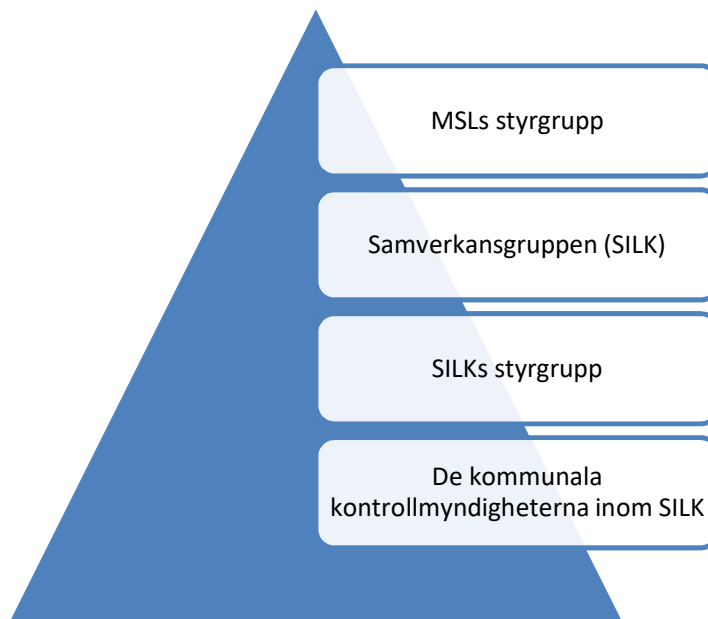 MSLs styrgrupp
Samverkansgruppen (SILK)
SILKs styrgrupp
De kommunala
kontrollmyndigheterna inom SILK